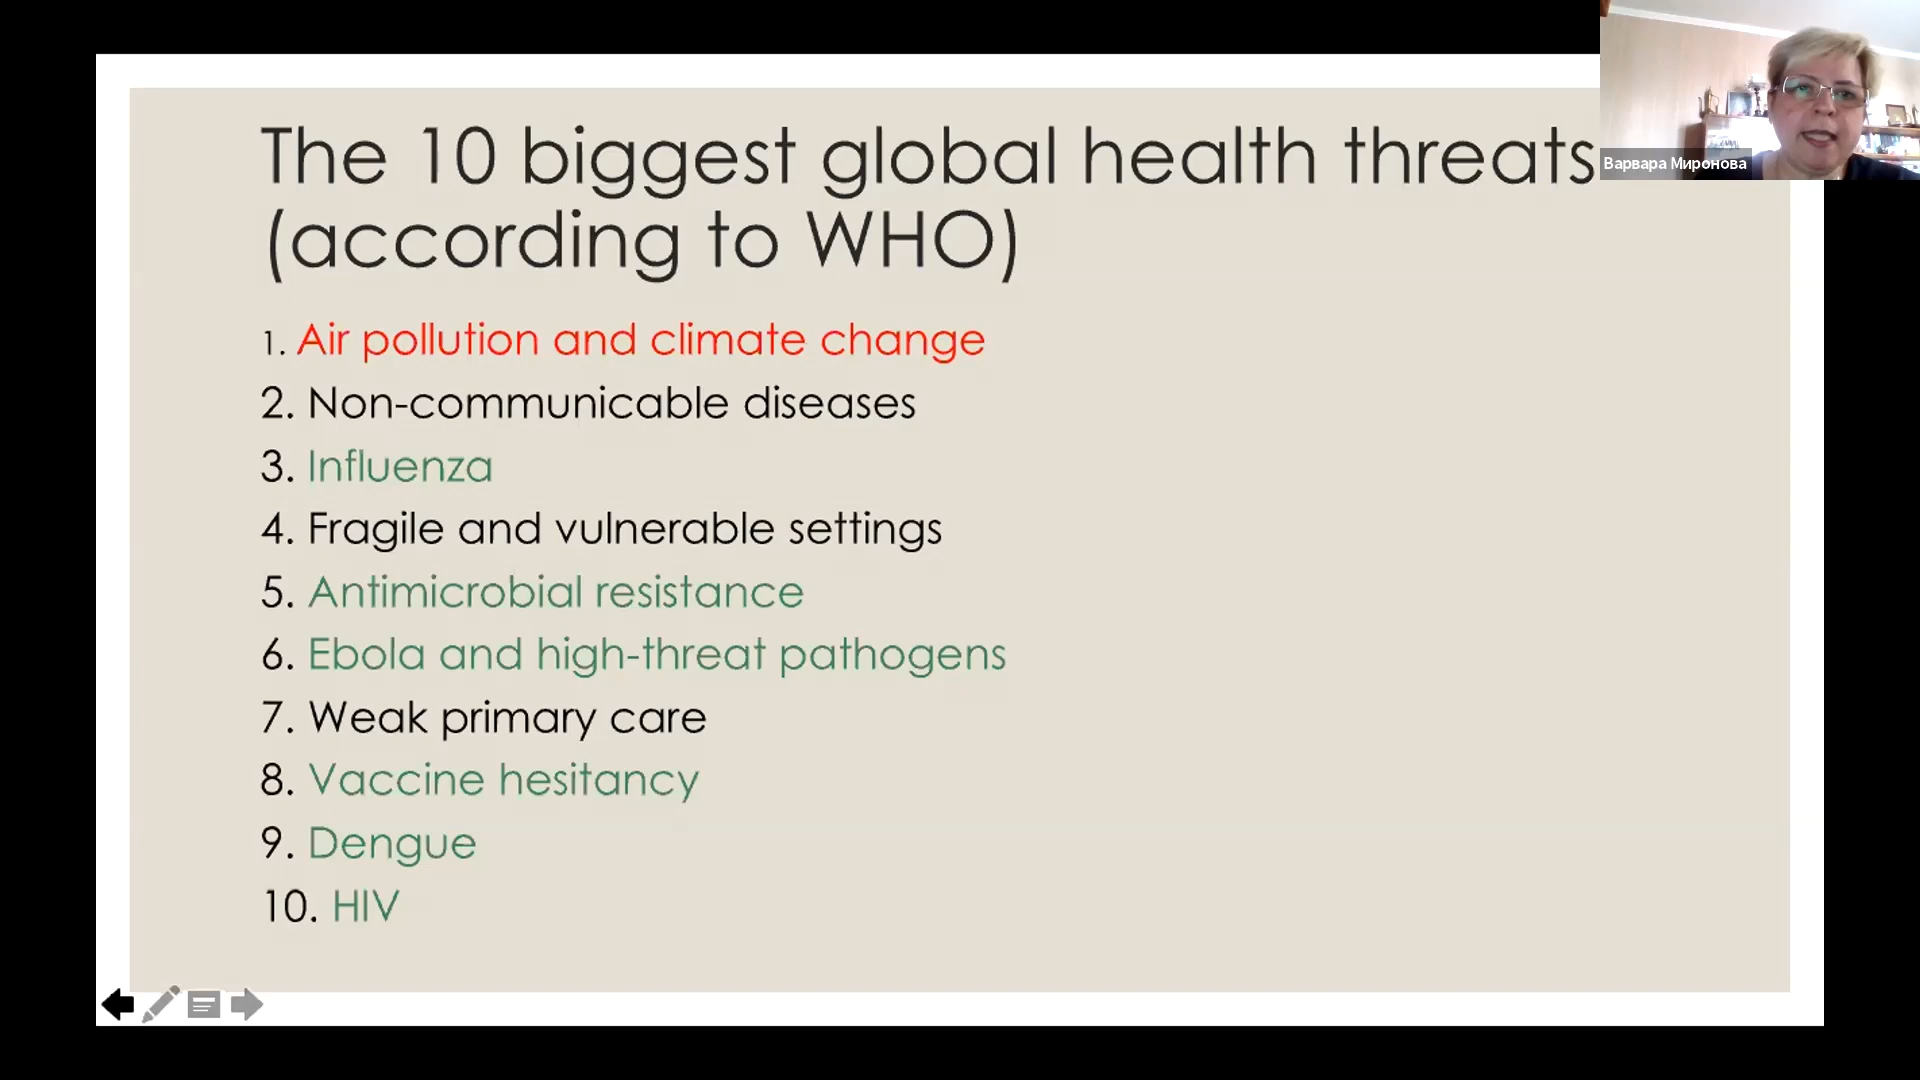 The 10 biggest global health threats
(according to WHO)
1. Air pollution and climate change
2. Non-communicable diseases
3. Influenza
4. Fragile and vulnerable settings
5. Antimicrobial resistance
6. Ebola and high-threat pathogens
7. Weak primary care
8. Vaccine hesitancy
9. Dengue
10. HIV
Варвара Миронова